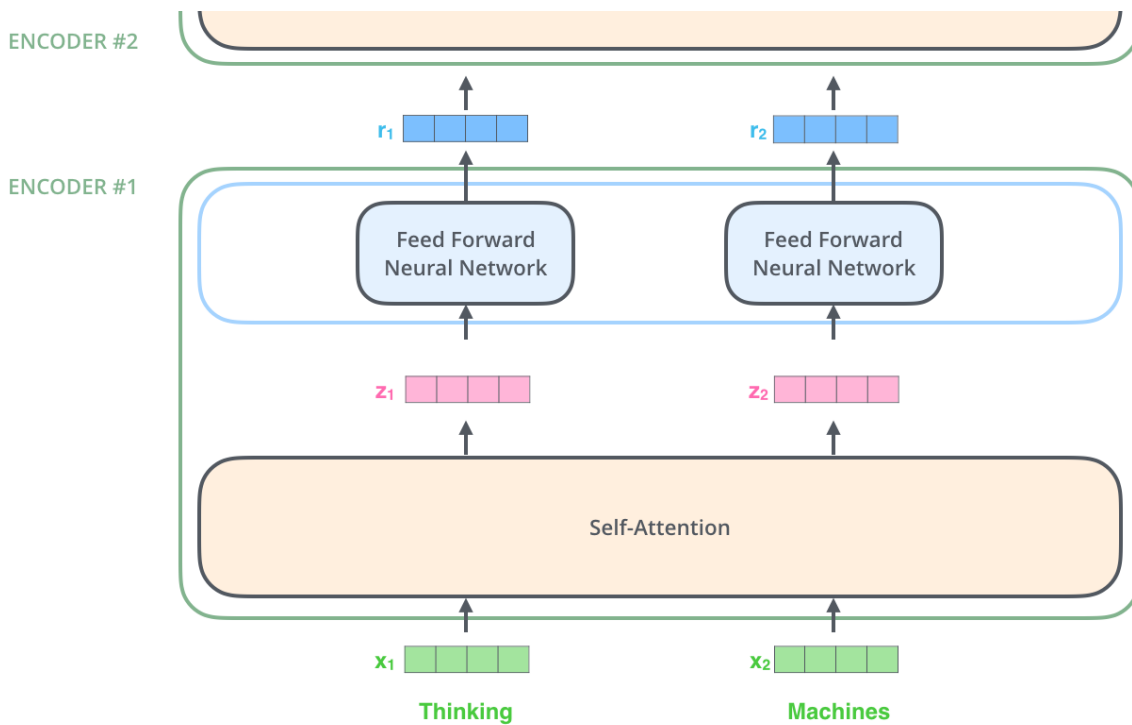 ENCODER #2
r₁
r₂
ENCODER #1
Feed Forward
Neural Network
Feed Forward
Neural Network
z₁
z₂
Self-Attention
x₁
x₂
Thinking
Machines